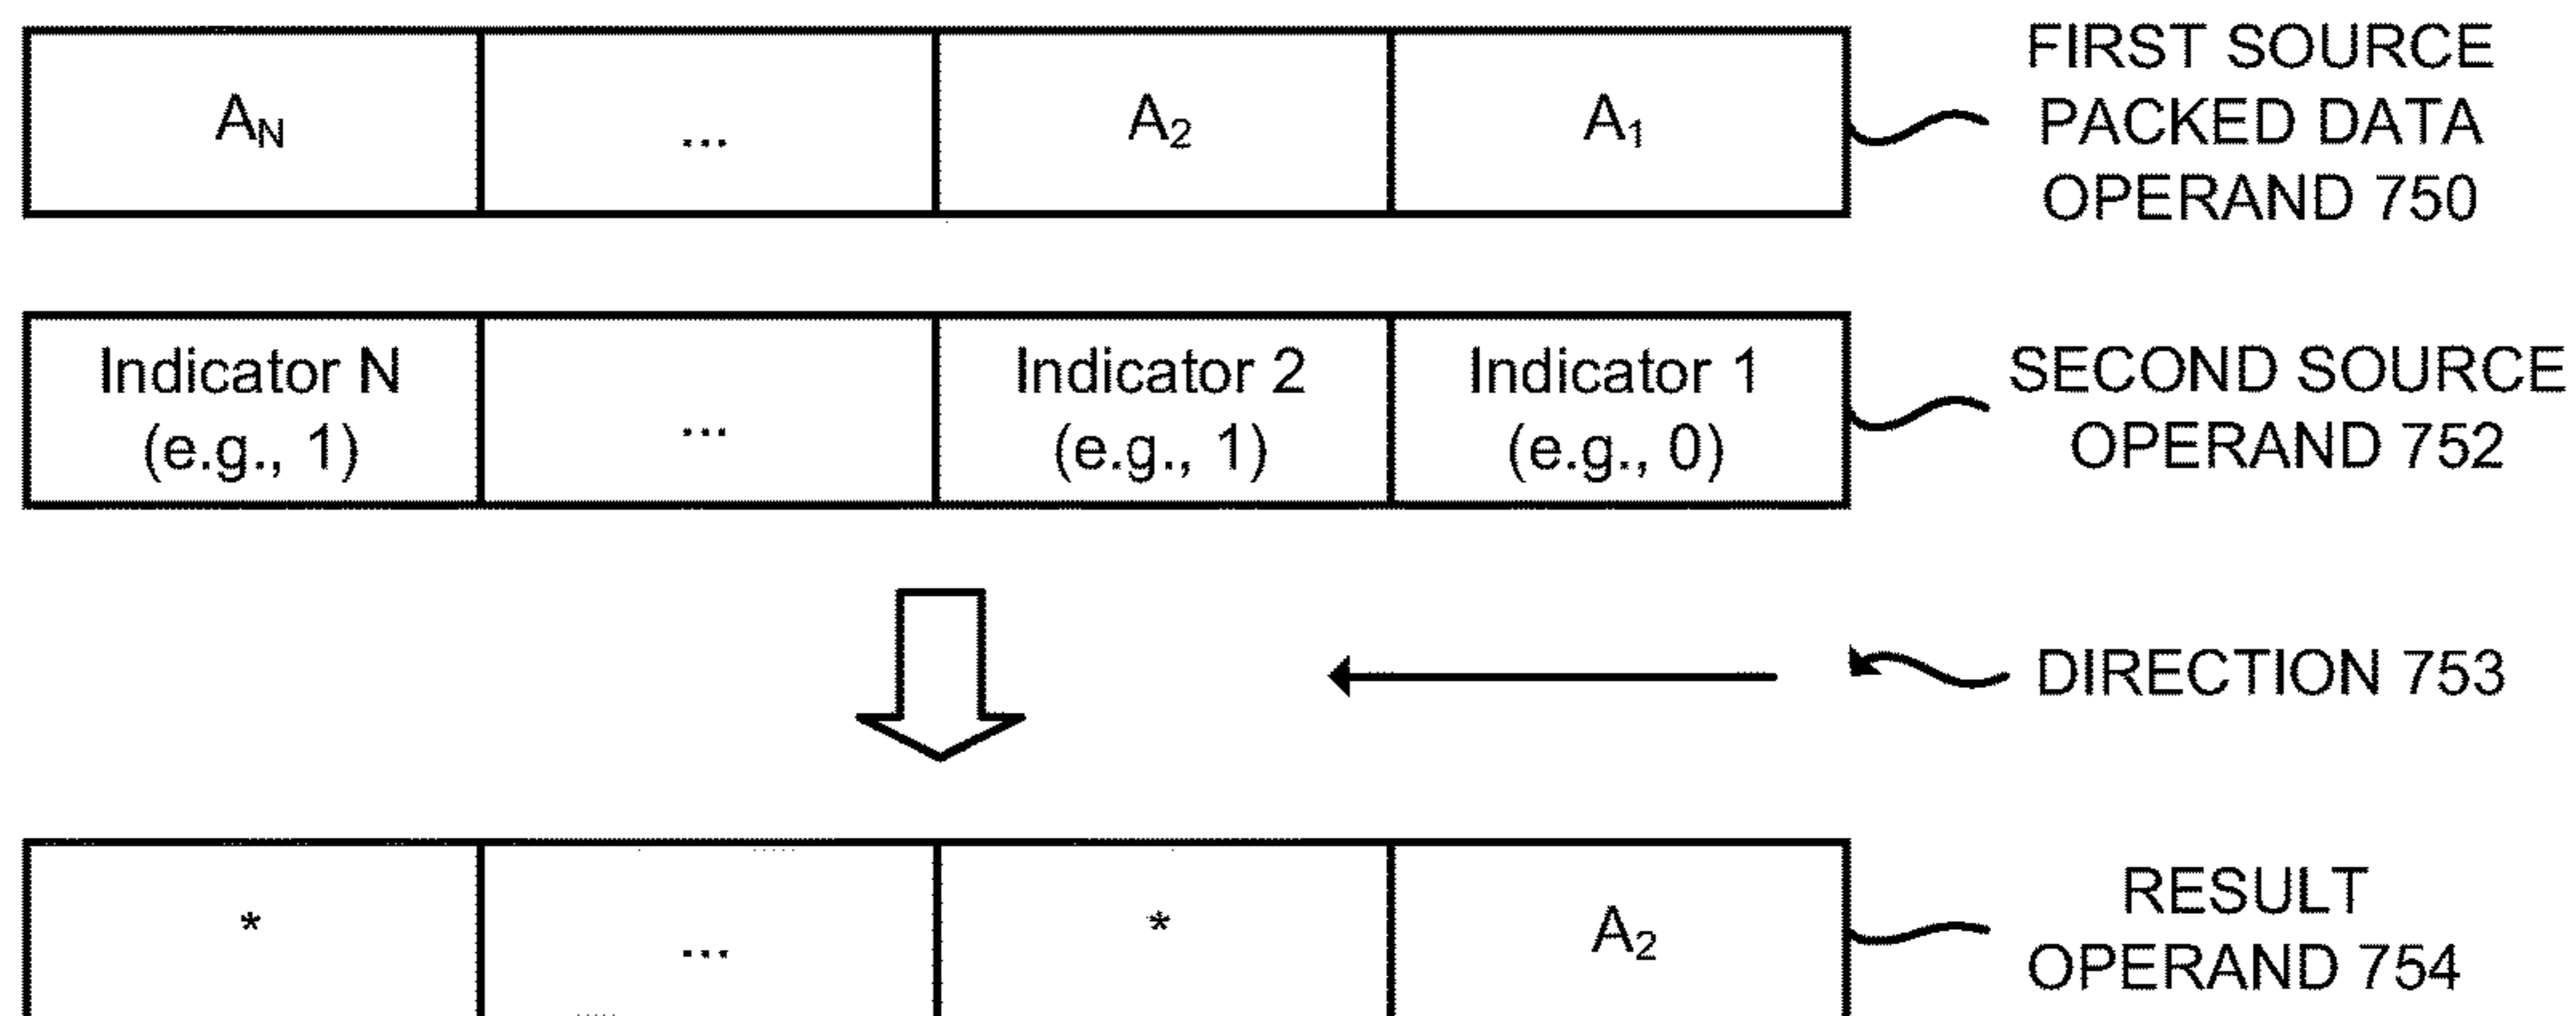 A_N ... A_2 A_1
FIRST SOURCE
PACKED DATA
OPERAND 750
Indicator N ... Indicator 2 Indicator 1
(e.g., 1) (e.g., 1) (e.g., 0)
SECOND SOURCE
OPERAND 752
DIRECTION 753
* ... * A_2
RESULT
OPERAND 754